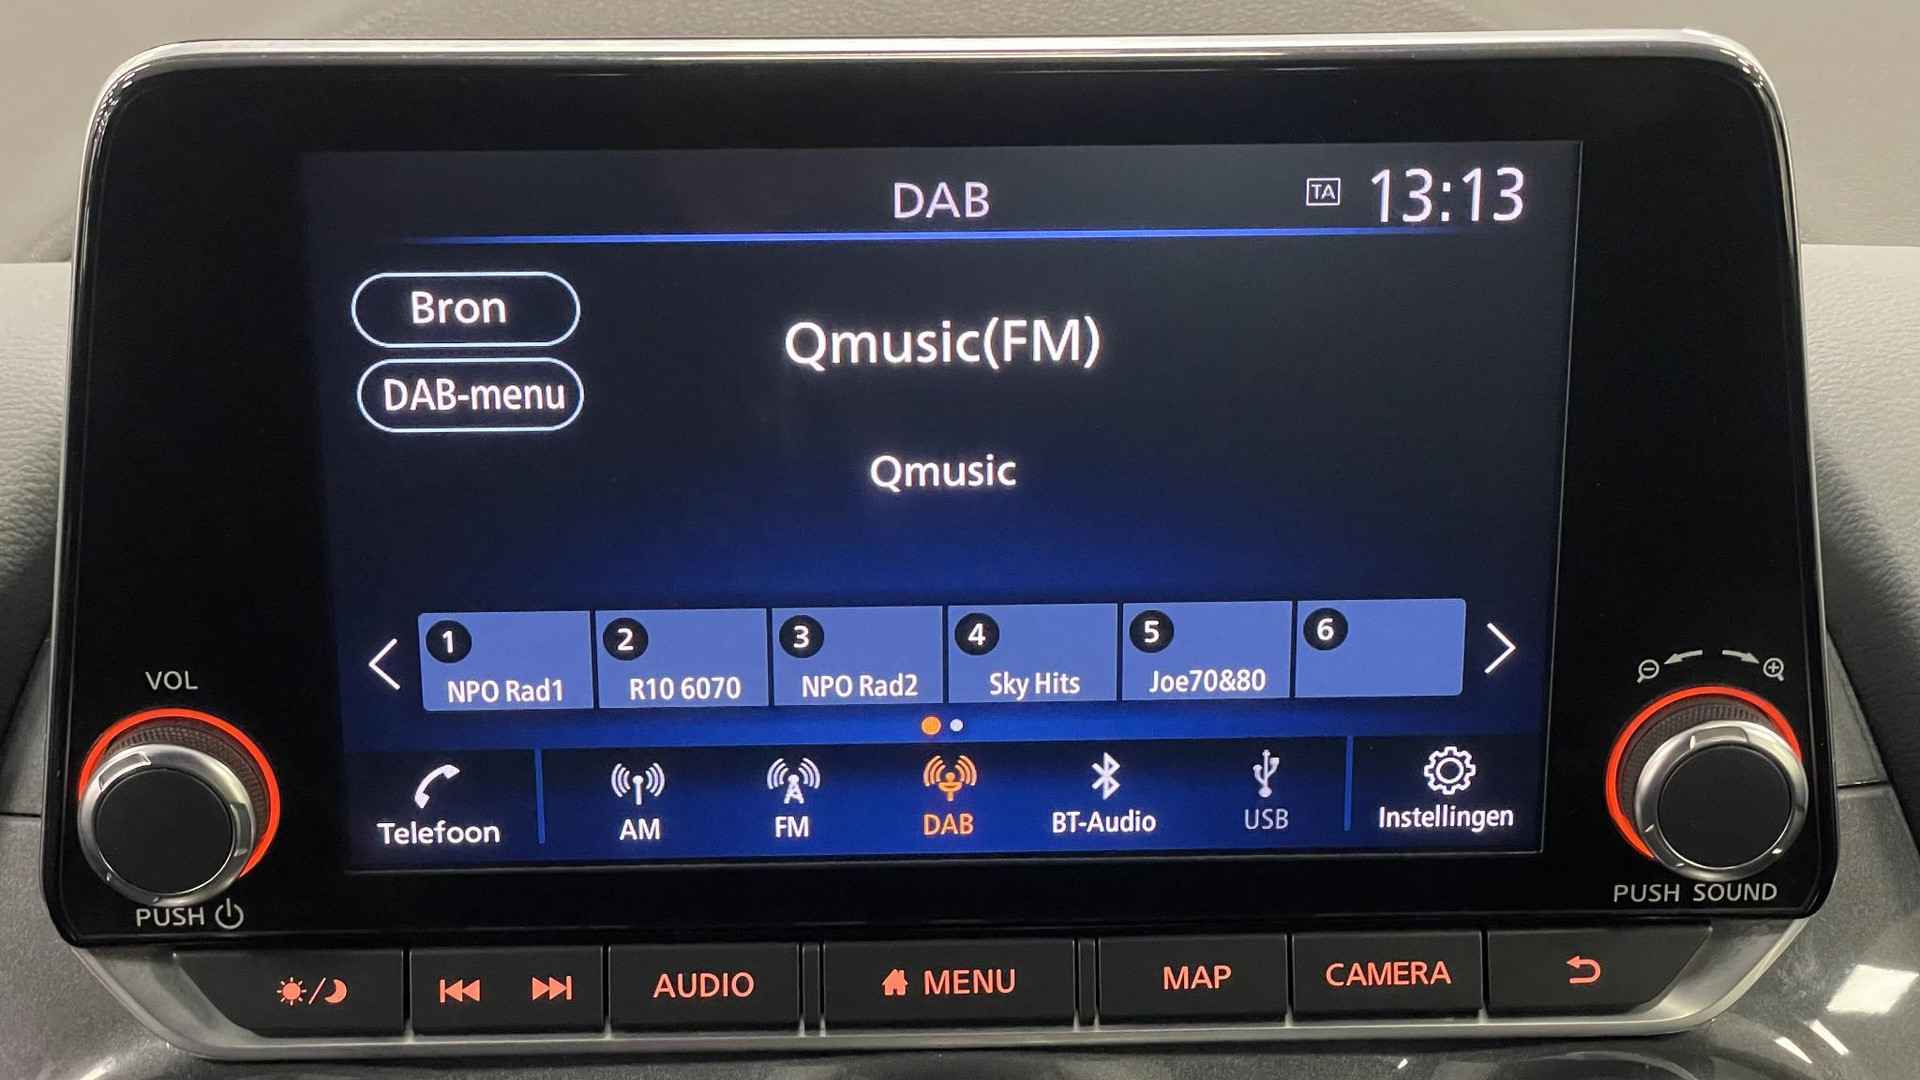 DAB
TA 13:13
Bron
Qmusic(FM)
DAB-menu
Qmusic
1 2 3 4 5 6
NPO Rad1 R10 6070 NPO Rad2 Sky Hits Joe70&80
VOL
Telefoon AM FM DAB BT-Audio USB Instellingen
PUSH
PUSH SOUND
AUDIO MENU MAP CAMERA